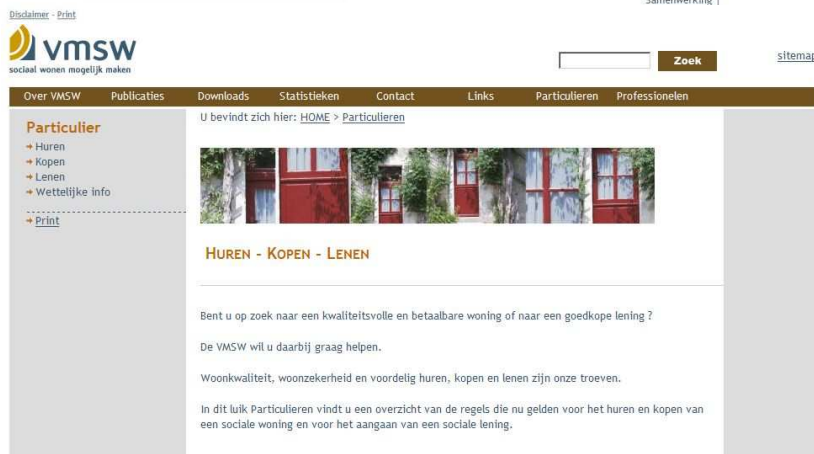 Samenwerking |
Disclaimer - Print
vmsw
sociaal wonen mogelijk maken
Zoek
sitemap
Over VMSW Publicaties Downloads Statistieken Contact Links Particulieren Professionelen
Particulier
Huren
Kopen
Lenen
Wettelijke info
Print
U bevindt zich hier: HOME > Particulieren
HUREN - KOPEN - LENEN
Bent u op zoek naar een kwaliteitsvolle en betaalbare woning of naar een goedkope lening ?
De VMSW wil u daarbij graag helpen.
Woonkwaliteit, woonzekerheid en voordelig huren, kopen en lenen zijn onze troeven.
In dit luik Particulieren vindt u een overzicht van de regels die nu gelden voor het huren en kopen van
een sociale woning en voor het aangaan van een sociale lening.